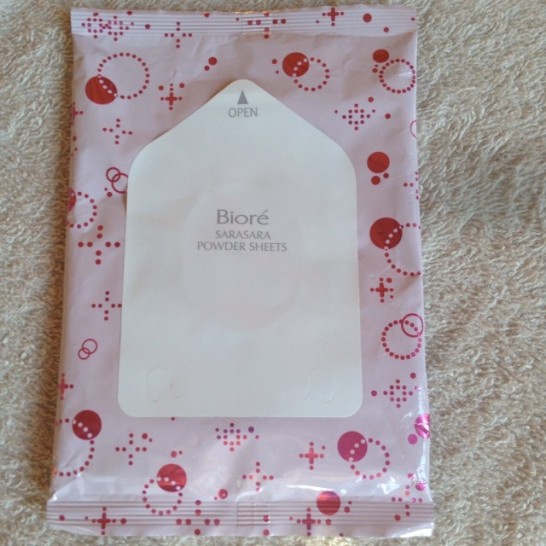 OPEN
Bioré
SARASARA
POWDER SHEETS